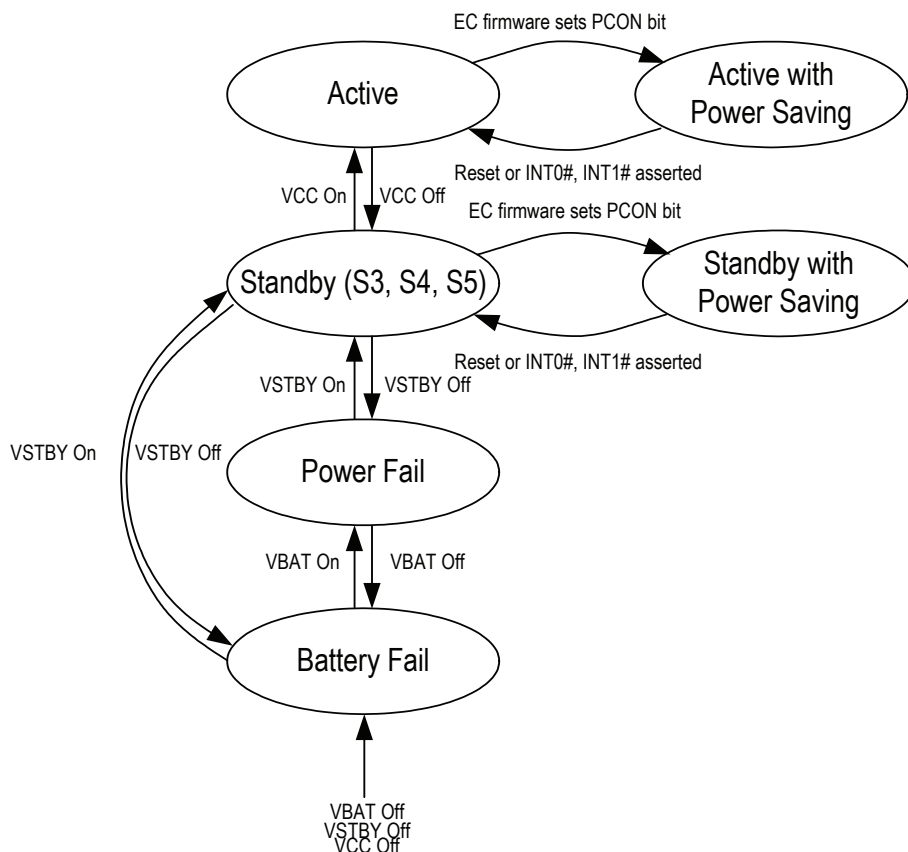 EC firmware sets PCON bit
Active
Active with
Power Saving
Reset or INT0#, INT1# asserted
VCC On
VCC Off
EC firmware sets PCON bit
Standby (S3, S4, S5)
Standby with
Power Saving
Reset or INT0#, INT1# asserted
VSTBY On
VSTBY Off
VSTBY On
VSTBY Off
Power Fail
VBAT On
VBAT Off
Battery Fail
VBAT Off
VSTBY Off
VCC Off